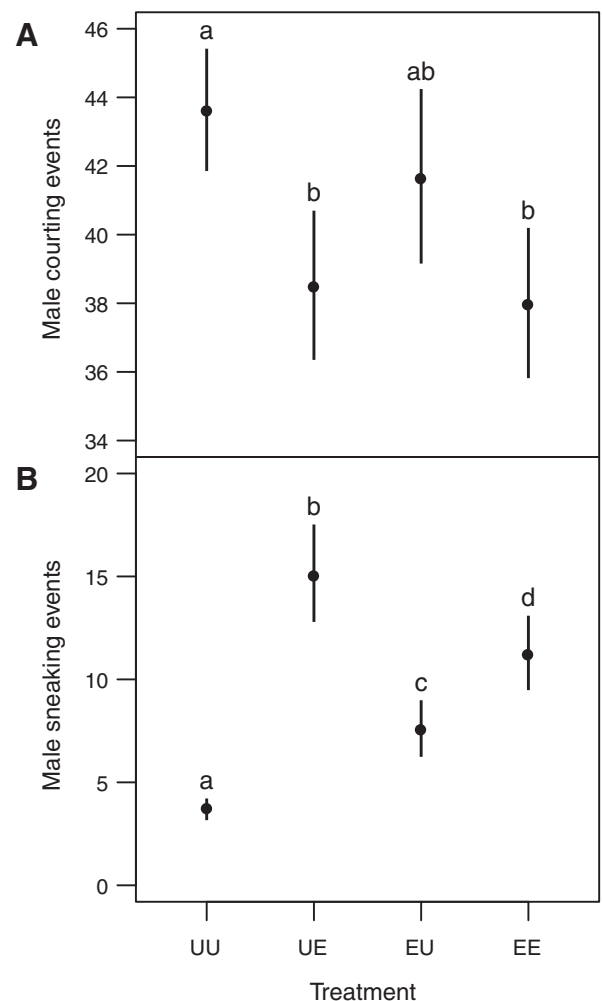 A
Male courting events
46
44
42
40
38
36
34
a
b
ab
b
B
Male sneaking events
20
15
10
5
0
a
b
c
d
UU UE EU EE
Treatment